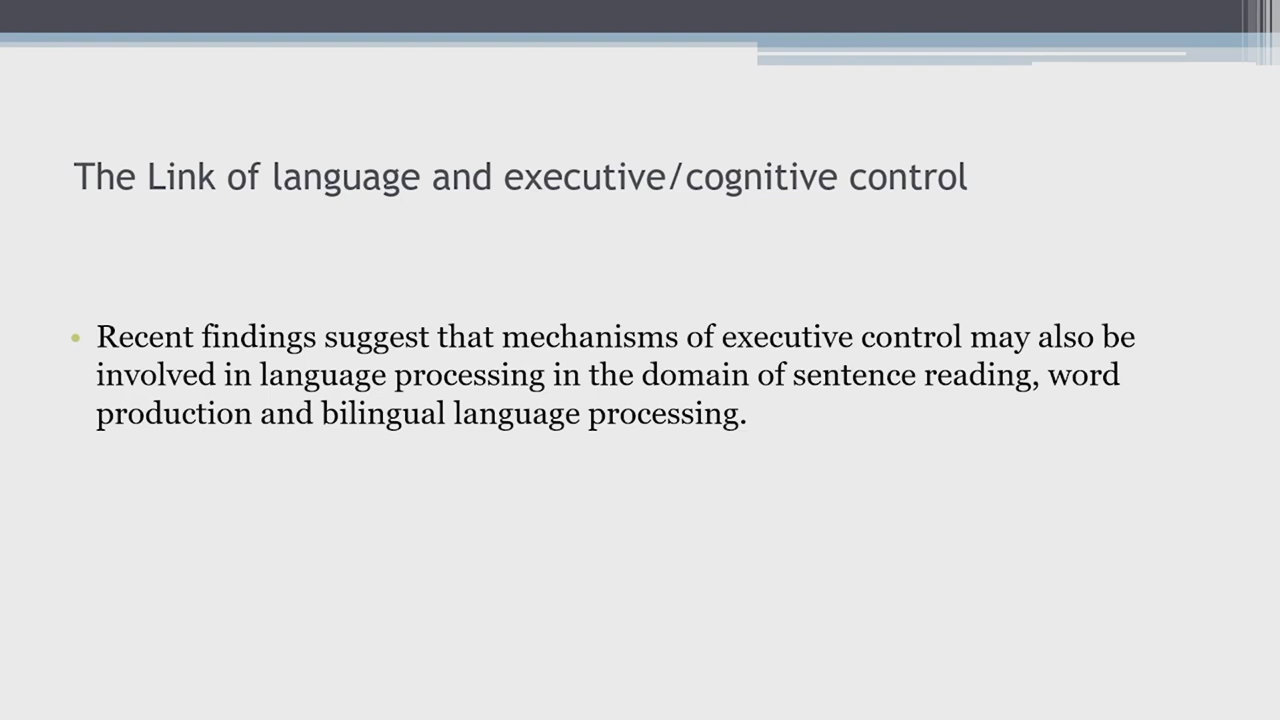 The Link of language and executive/cognitive control
• Recent findings suggest that mechanisms of executive control may also be
involved in language processing in the domain of sentence reading, word
production and bilingual language processing.